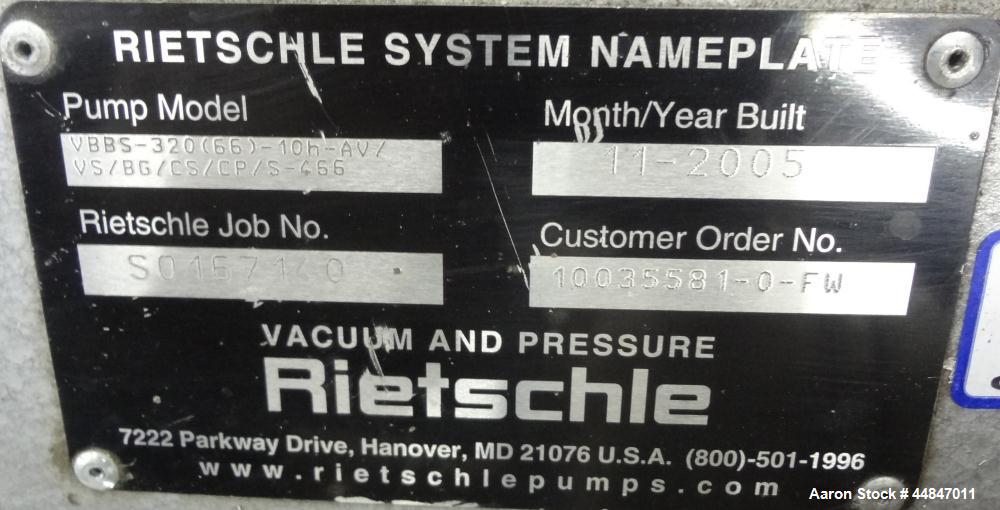 RIETSCHLE SYSTEM NAMEPLATE
Pump Model
VBBS-320(66)-10h-AV/
VS/BG/CS/CP/S-466
Month/Year Built
11-2005
Rietschle Job No.
SO157140
Customer Order No.
10035581-0-FW
VACUUM AND PRESSURE
Rietschle
7222 Parkway Drive, Hanover, MD 21076 U.S.A. (800)-501-1996
www.rietschlepumps.com
Aaron Stock # 44847011